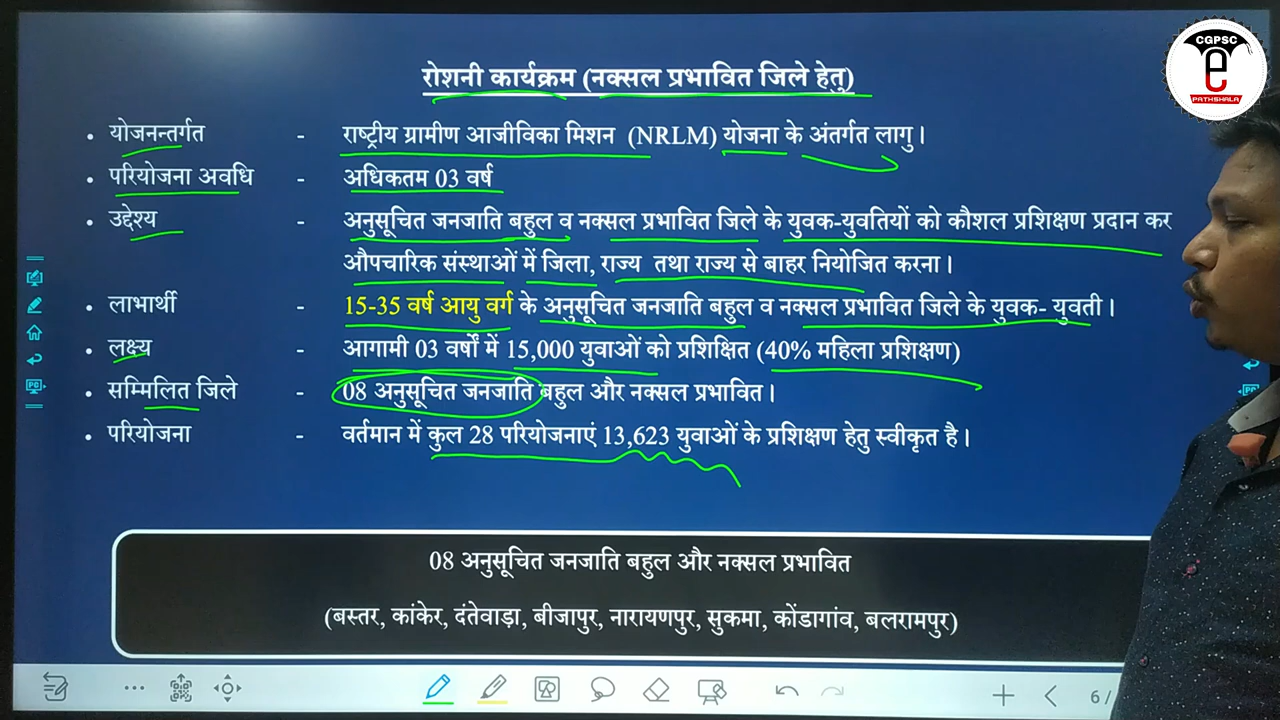 CGPSC
e
PATHSHALA
रोशनी कार्यक्रम (नक्सल प्रभावित जिले हेतु)
• योजनन्तर्गत - राष्ट्रीय ग्रामीण आजीविका मिशन (NRLM) योजना के अंतर्गत लागु।
• परियोजना अवधि - अधिकतम 03 वर्ष
• उद्देश्य - अनुसूचित जनजाति बहुल व नक्सल प्रभावित जिले के युवक-युवतियों को कौशल प्रशिक्षण प्रदान कर
औपचारिक संस्थाओं में जिला, राज्य तथा राज्य से बाहर नियोजित करना।
• लाभार्थी - 15-35 वर्ष आयु वर्ग के अनुसूचित जनजाति बहुल व नक्सल प्रभावित जिले के युवक- युवती।
• लक्ष्य - आगामी 03 वर्षों में 15,000 युवाओं को प्रशिक्षित (40% महिला प्रशिक्षण)
• सम्मिलित जिले - 08 अनुसूचित जनजाति बहुल और नक्सल प्रभावित।
• परियोजना - वर्तमान में कुल 28 परियोजनाएं 13,623 युवाओं के प्रशिक्षण हेतु स्वीकृत है।
08 अनुसूचित जनजाति बहुल और नक्सल प्रभावित
(बस्तर, कांकेर, दंतेवाड़ा, बीजापुर, नारायणपुर, सुकमा, कोंडागांव, बलरामपुर)
6/